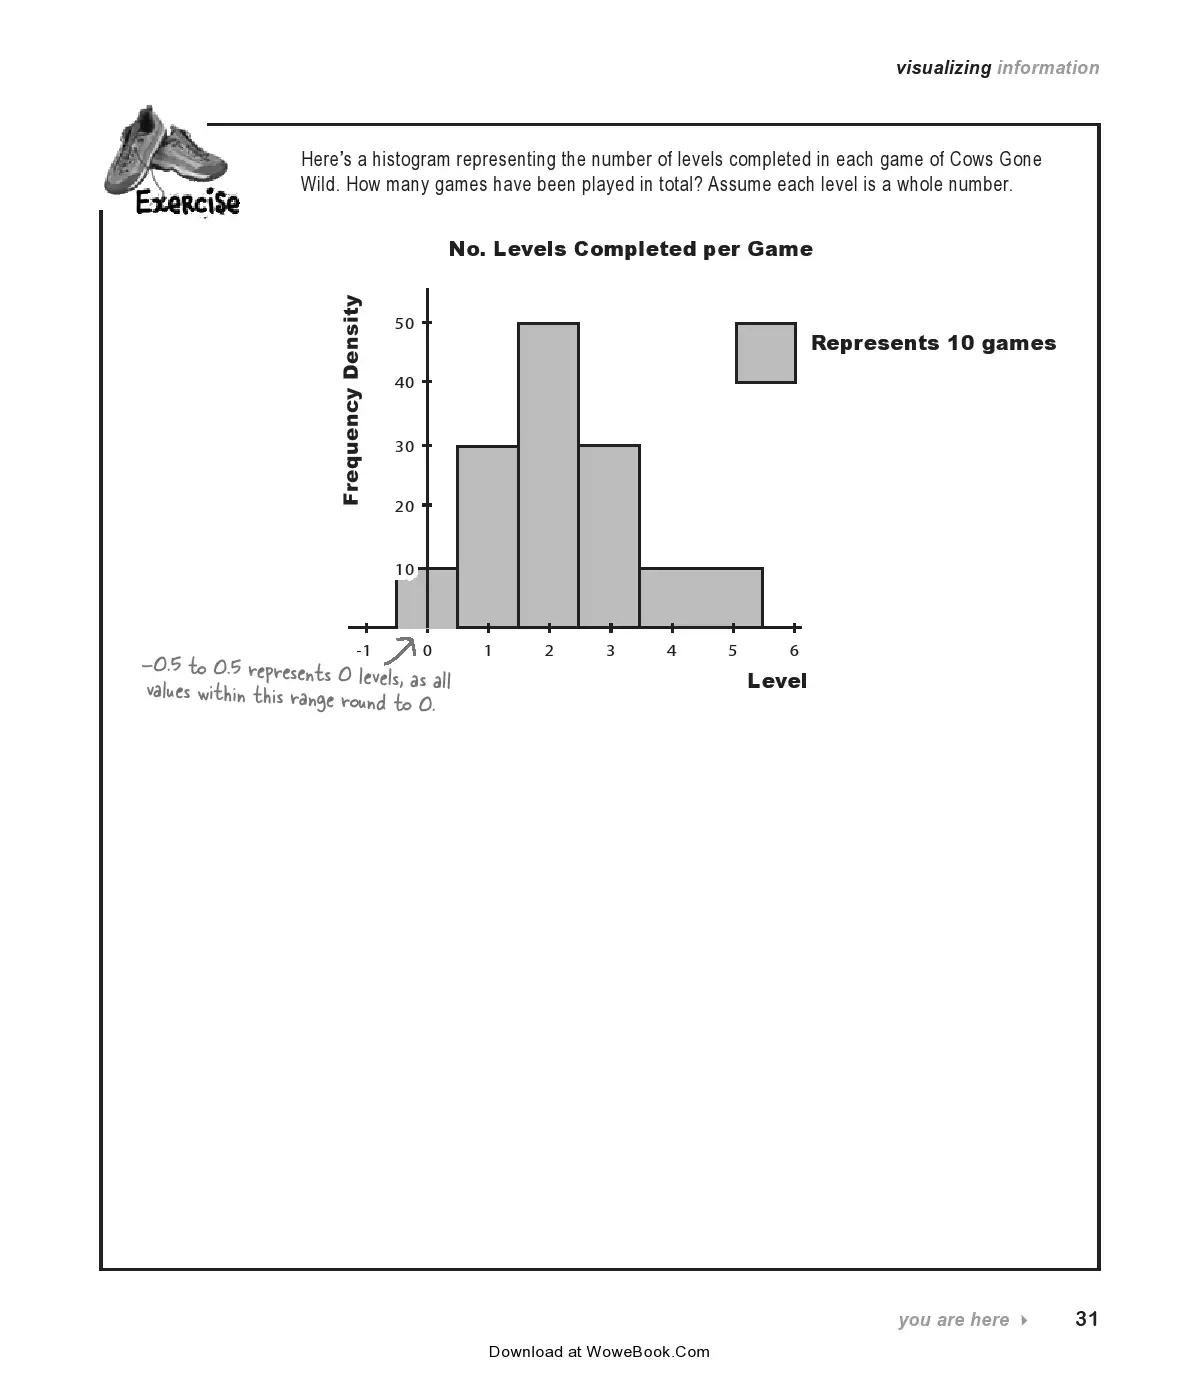 visualizing information
Here's a histogram representing the number of levels completed in each game of Cows Gone
Wild. How many games have been played in total? Assume each level is a whole number.
Exercise
No. Levels Completed per Game
Frequency Density
50
40
30
20
10
Represents 10 games
-1 0 1 2 3 4 5 6
Level
–0.5 to 0.5 represents 0 levels, as all
values within this range round to 0.
you are here
31
Download at WoweBook.Com